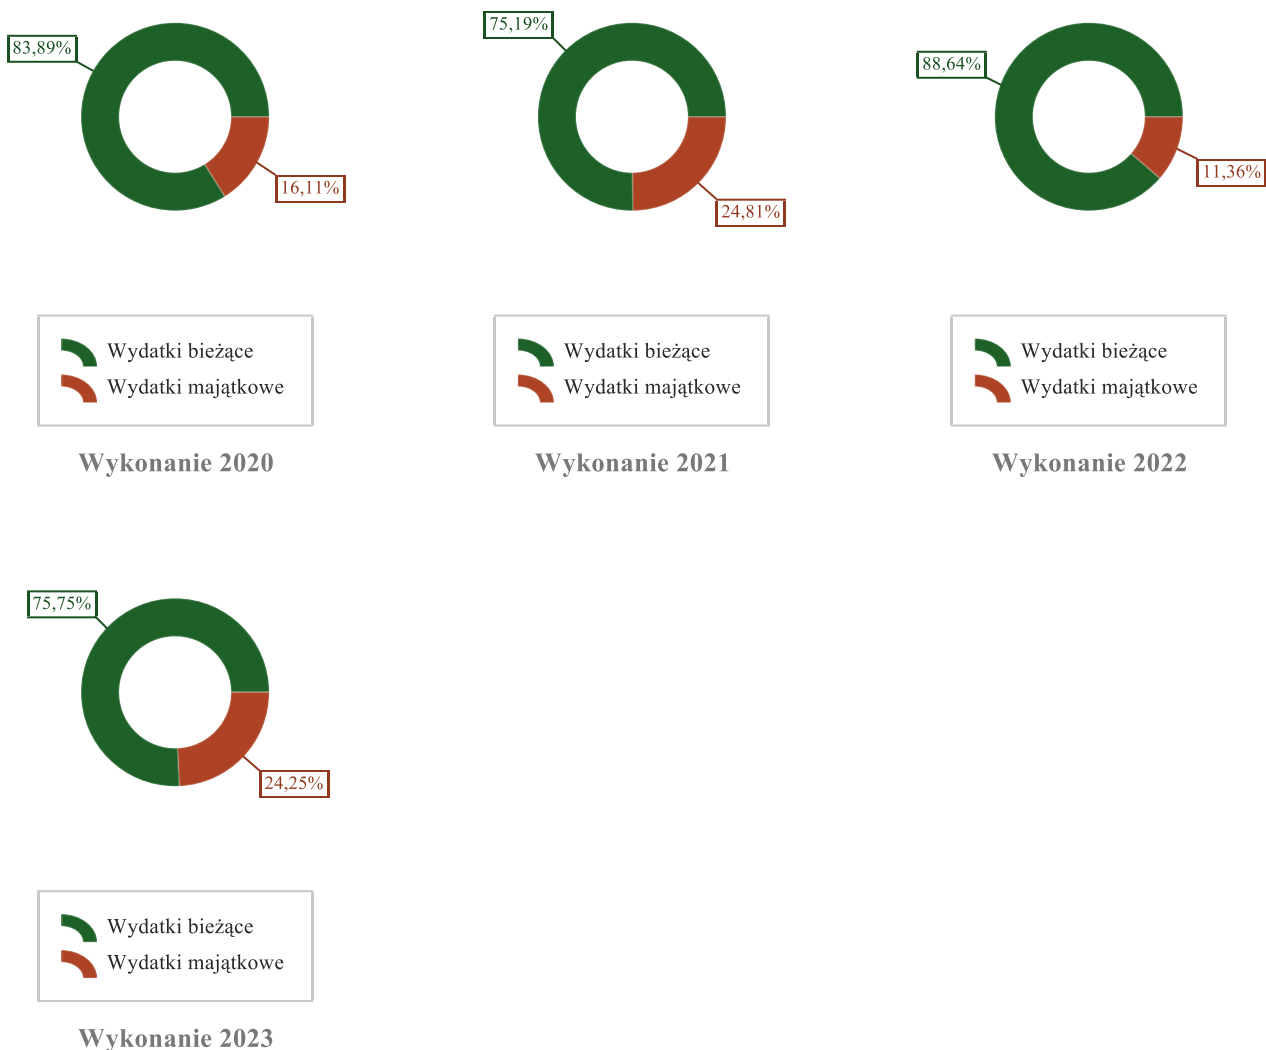 83,89%
16,11%
Wydatki bieżące
Wydatki majątkowe
Wykonanie 2020
75,19%
24,81%
Wydatki bieżące
Wydatki majątkowe
Wykonanie 2021
88,64%
11,36%
Wydatki bieżące
Wydatki majątkowe
Wykonanie 2022
75,75%
24,25%
Wydatki bieżące
Wydatki majątkowe
Wykonanie 2023